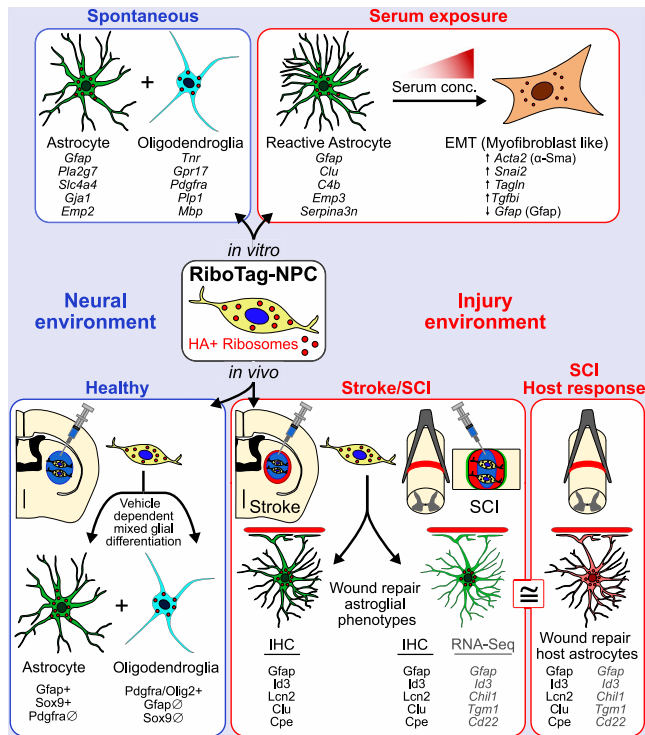 Spontaneous
+
Astrocyte
Gfap
Pla2g7
Slc4a4
Gja1
Emp2
Oligodendroglia
Tnr
Gpr17
Pdgfra
Plp1
Mbp
Serum exposure
Serum conc.
Reactive Astrocyte
Gfap
Clu
C4b
Emp3
Serpina3n
EMT (Myofibroblast like)
↑ Acta2 (α-Sma)
↑ Snai2
↑ Tagln
↑ Tgfbi
↓ Gfap (Gfap)
in vitro
RiboTag-NPC
HA+ Ribosomes
in vivo
Neural
environment
Injury
environment
Healthy
Vehicle
dependent
mixed glial
differentiation
+
Astrocyte
Gfap+
Sox9+
Pdgfra∅
Oligodendroglia
Pdgfra/Olig2+
Gfap∅
Sox9∅
Stroke/SCI
Stroke
SCI
Wound repair
astroglial
phenotypes
IHC
Gfap
Id3
Lcn2
Clu
Cpe
IHC
Gfap
Id3
Lcn2
Clu
Cpe
RNA-Seq
Gfap
Id3
Chil1
Tgm1
Cd22
≅
SCI
Host response
Wound repair
host astrocytes
Gfap
Id3
Lcn2
Clu
Cpe
Gfap
Id3
Chil1
Tgm1
Cd22